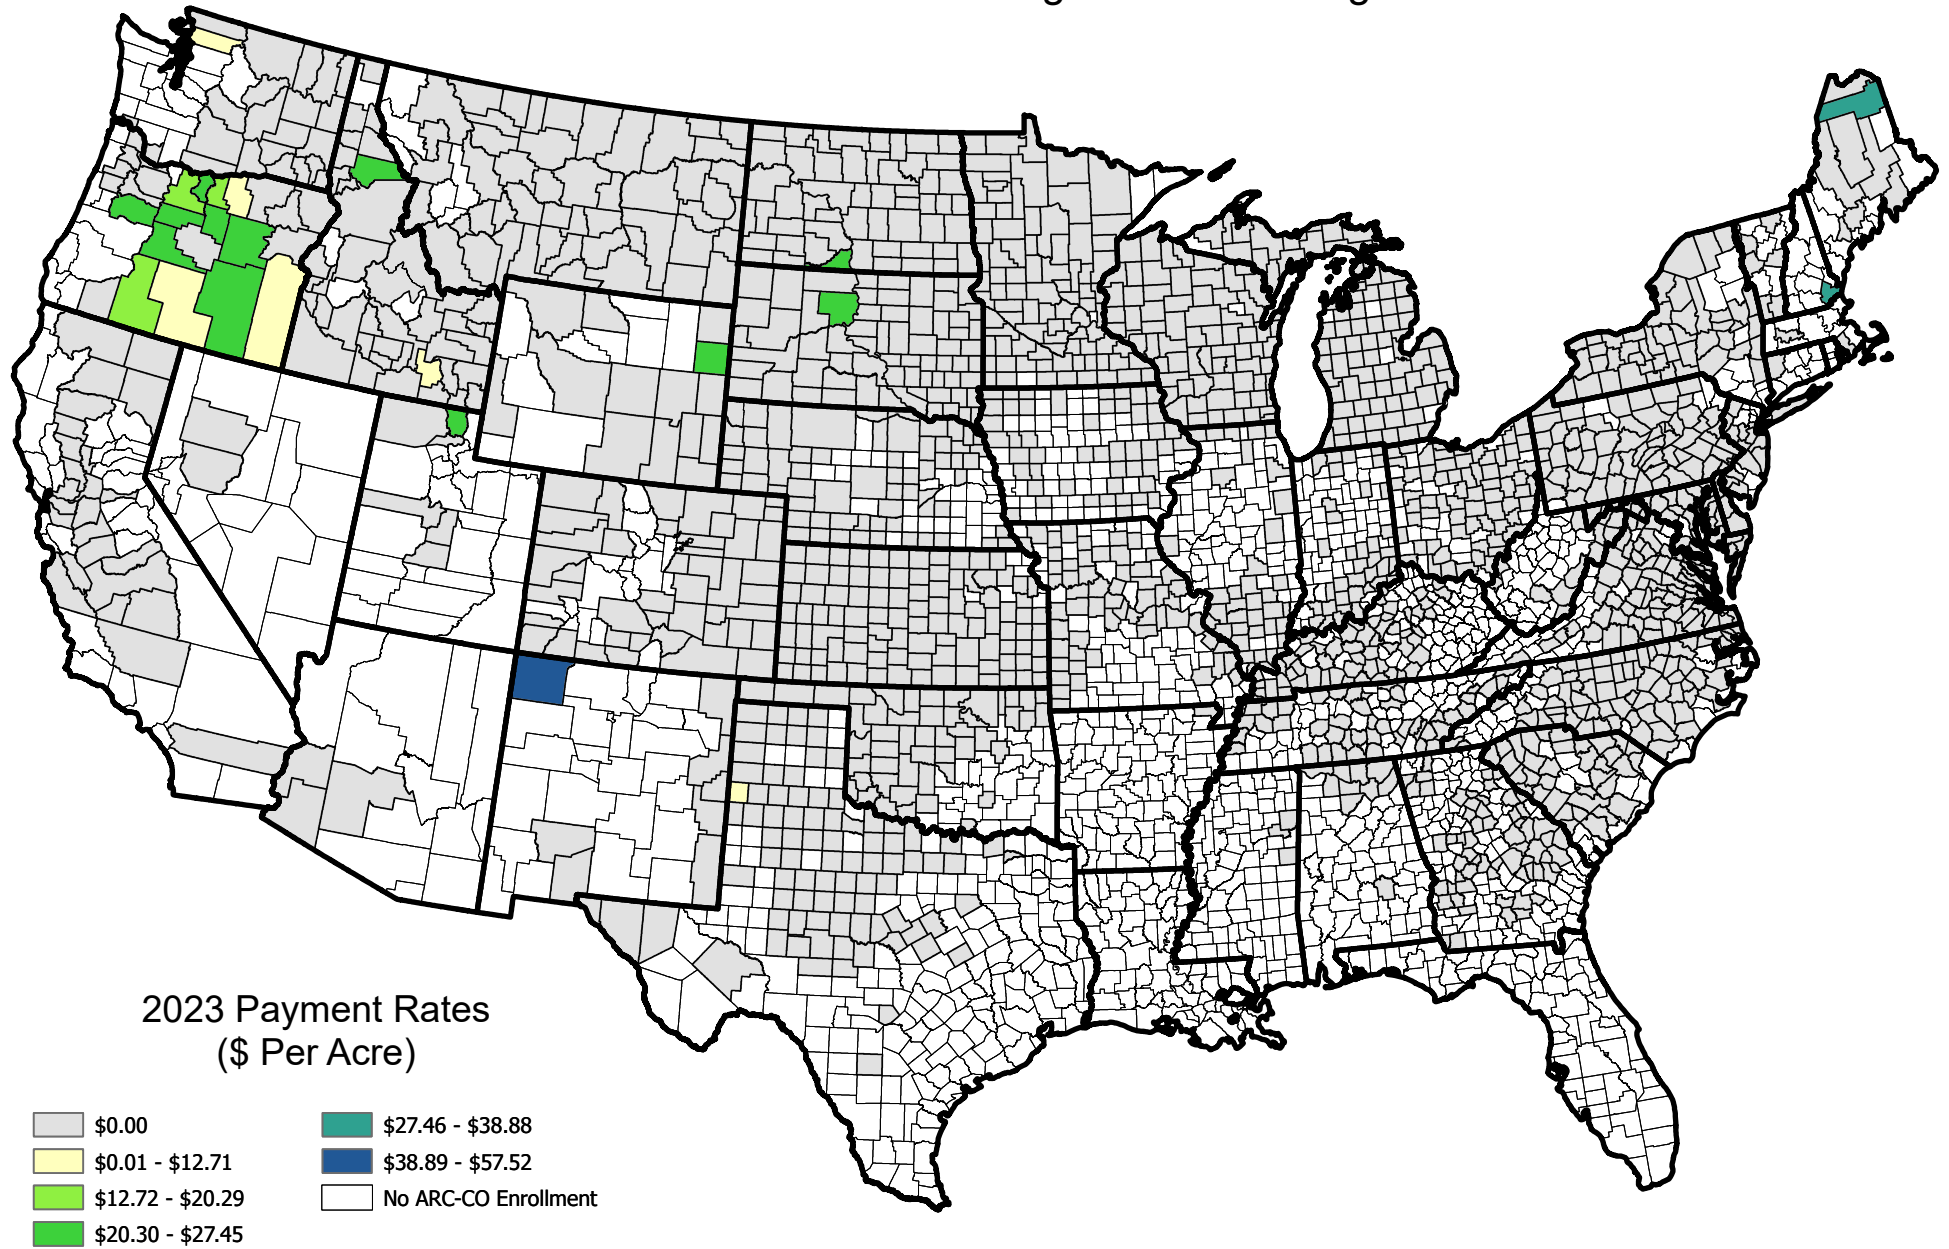 2023 Payment Rates
($ Per Acre)
$0.00
$0.01 - $12.71
$12.72 - $20.29
$20.30 - $27.45
$27.46 - $38.88
$38.89 - $57.52
No ARC-CO Enrollment